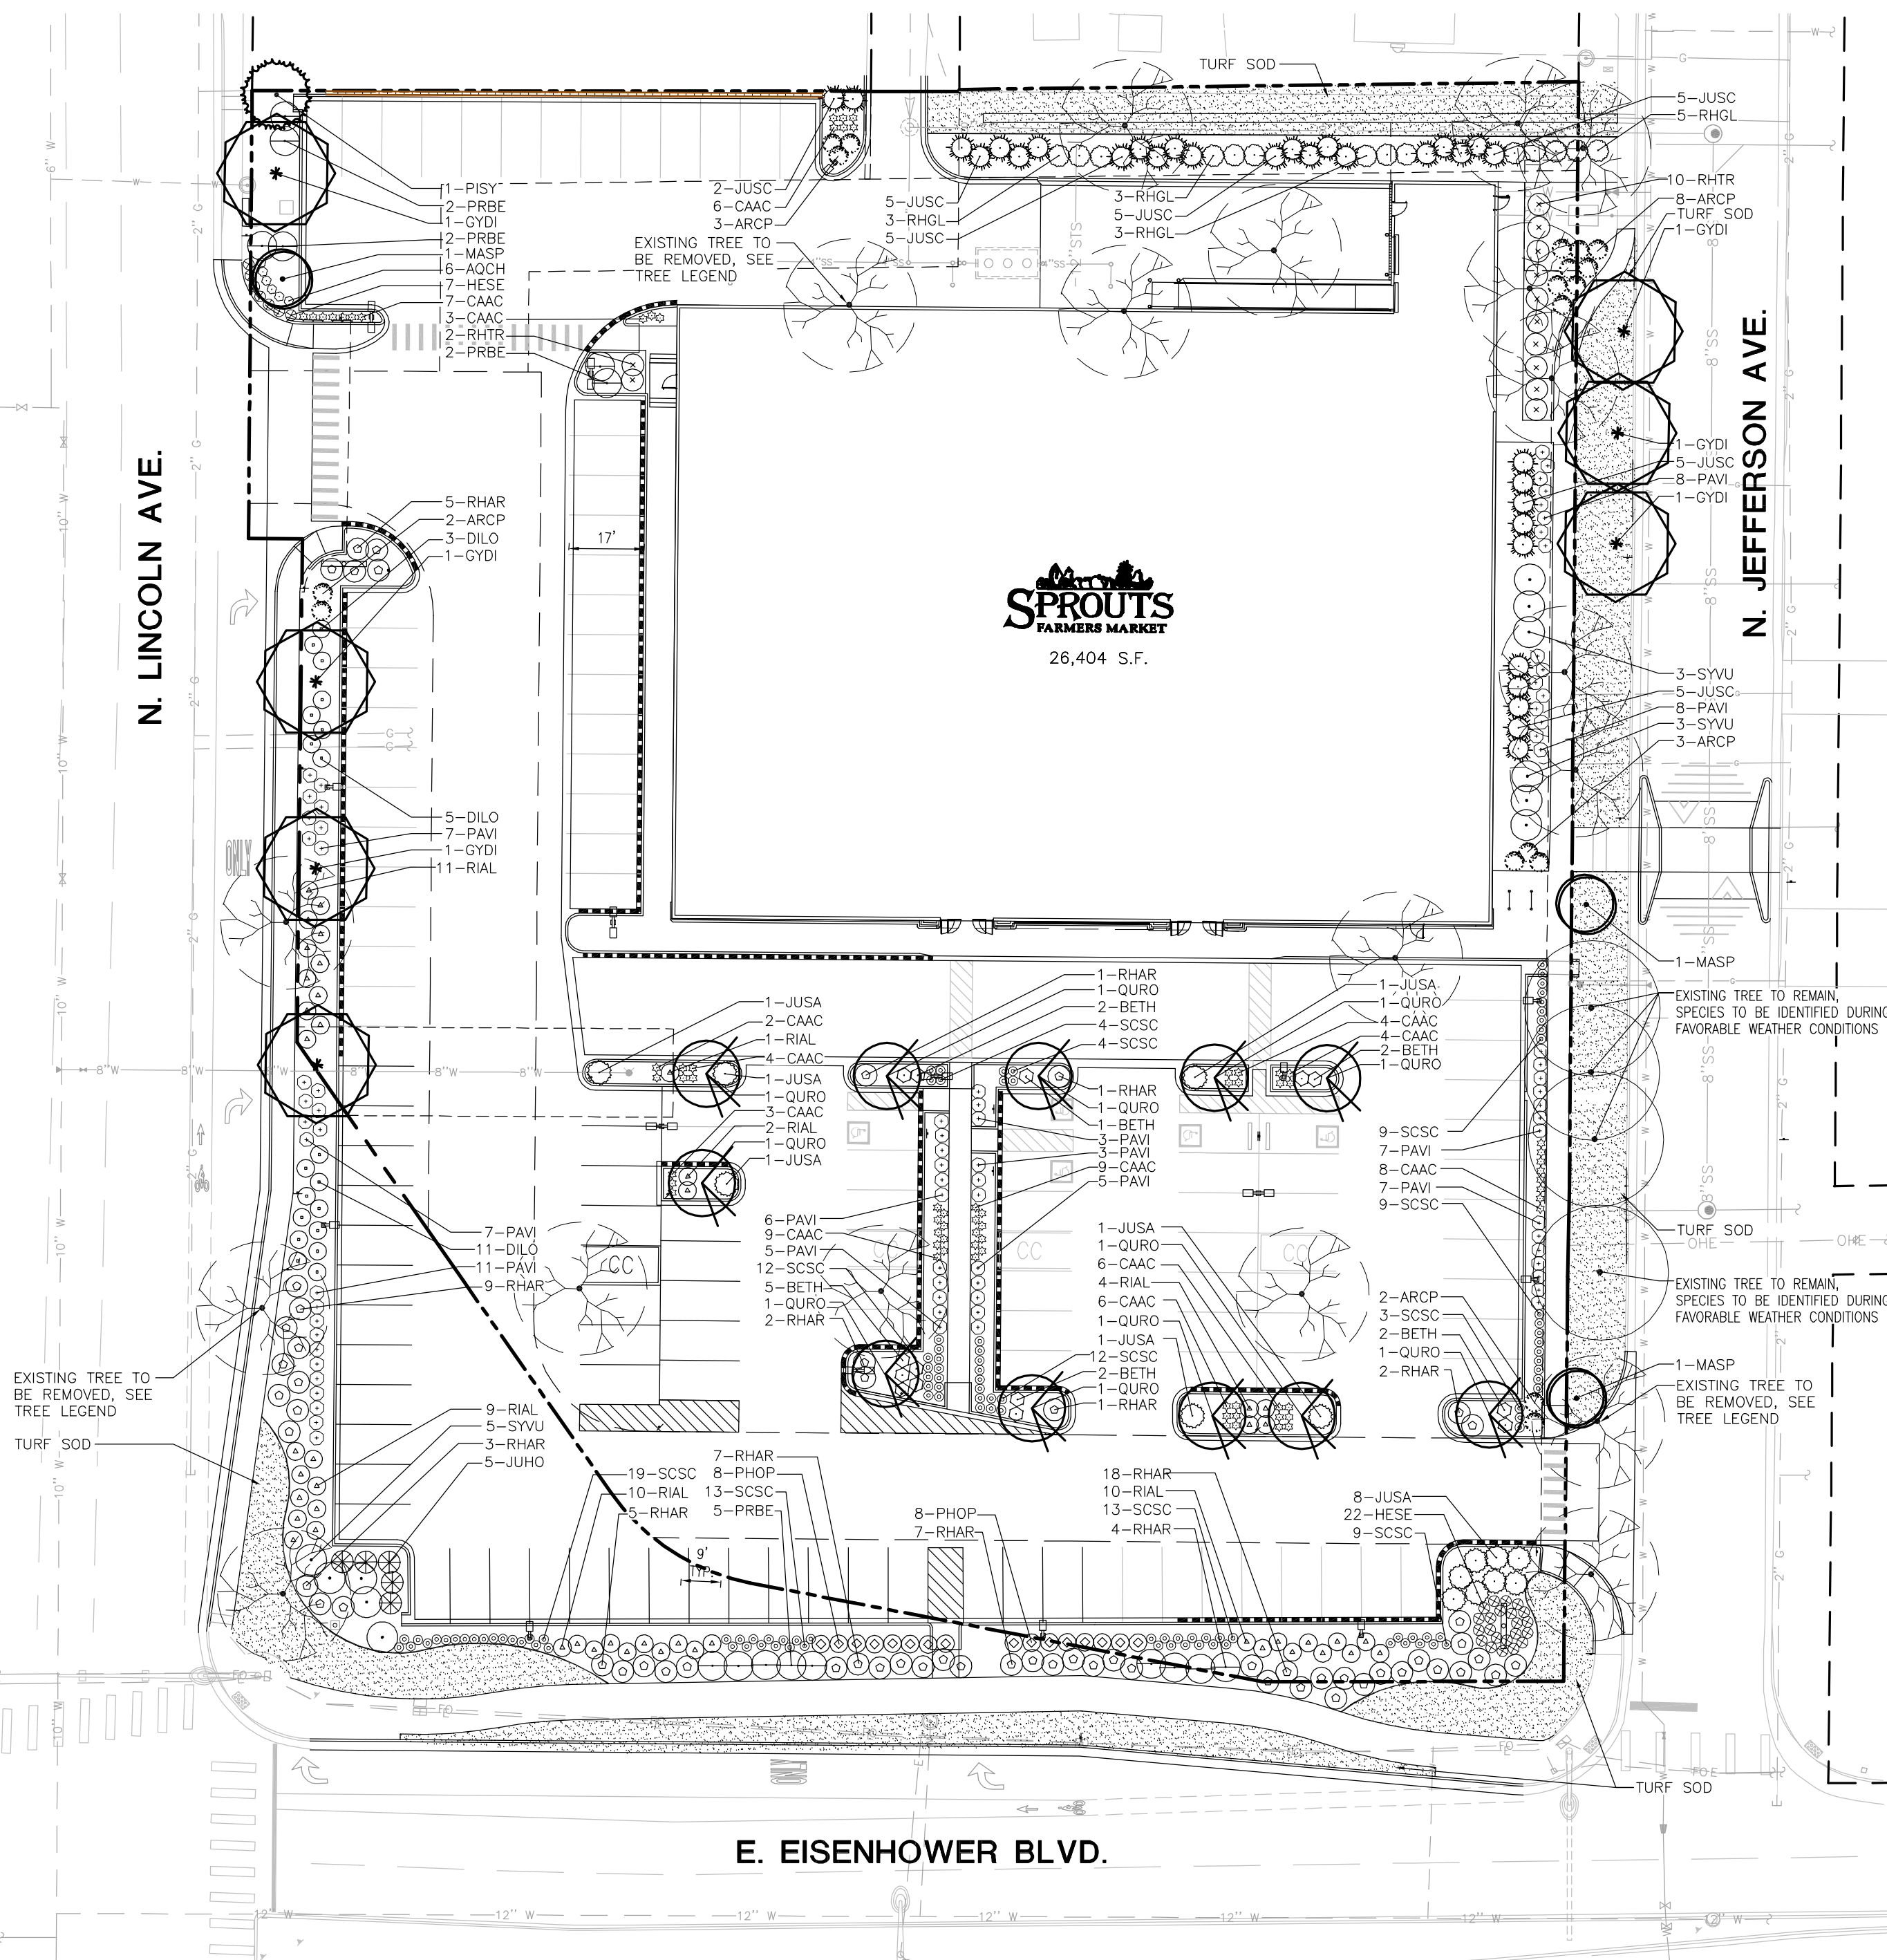 TURF SOD
5-JUSC
5-RHGL
1-PISY
2-PRBE
1-GYDI
2-PRBE
1-MASP
6-AQCH
7-HESE
7-CAAC
3-CAAC
2-RHTR
2-PRBE
2-JUSC
6-CAAC
3-ARCP
EXISTING TREE TO
BE REMOVED, SEE
TREE LEGEND
5-JUSC
3-RHGL
5-JUSC
3-RHGL
5-JUSC
3-RHGL
10-RHTR
8-ARCP
TURF SOD
1-GYDI
1-GYDI
5-JUSC
8-PAVI
1-GYDI
N. LINCOLN AVE.
N. JEFFERSON AVE.
5-RHAR
2-ARCP
3-DILO
1-GYDI
17'
SPROUTS
FARMERS MARKET
26,404 S.F.
3-SYVU
5-JUSC
8-PAVI
3-SYVU
3-ARCP
5-DILO
7-PAVI
1-GYDI
11-RIAL
ONLY
1-MASP
EXISTING TREE TO REMAIN,
SPECIES TO BE IDENTIFIED DURING
FAVORABLE WEATHER CONDITIONS
1-JUSA
2-CAAC
1-RIAL
4-CAAC
1-JUSA
1-QURO
3-CAAC
2-RIAL
1-QURO
1-JUSA
1-RHAR
1-QURO
2-BETH
4-SCSC
4-SCSC
1-RHAR
1-QURO
1-BETH
3-PAVI
3-PAVI
9-CAAC
5-PAVI
1-JUSA
1-QURO
4-CAAC
4-CAAC
2-BETH
1-QURO
9-SCSC
7-PAVI
8-CAAC
7-PAVI
9-SCSC
TURF SOD
7-PAVI
11-DILO
11-PAVI
9-RHAR
6-PAVI
9-CAAC
5-PAVI
12-SCSC
5-BETH
1-QURO
2-RHAR
1-JUSA
1-QURO
6-CAAC
4-RIAL
6-CAAC
1-QURO
1-JUSA
12-SCSC
2-BETH
1-QURO
1-RHAR
2-ARCP
3-SCSC
2-BETH
1-QURO
2-RHAR
CC
CC
CC
CC
EXISTING TREE TO REMAIN,
SPECIES TO BE IDENTIFIED DURING
FAVORABLE WEATHER CONDITIONS
1-MASP
EXISTING TREE TO
BE REMOVED, SEE
TREE LEGEND
EXISTING TREE TO
BE REMOVED, SEE
TREE LEGEND
TURF SOD
9-RIAL
5-SYVU
3-RHAR
5-JUHO
19-SCSC
10-RIAL
5-RHAR
7-RHAR
8-PHOP
13-SCSC
5-PRBE
8-PHOP
7-RHAR
18-RHAR
10-RIAL
13-SCSC
4-RHAR
8-JUSA
22-HESE
9-SCSC
9'
TYP.
TURF SOD
ONLY
E. EISENHOWER BLVD.
12" W
12" W
12" W
12" W
12" W
12" W
12" W